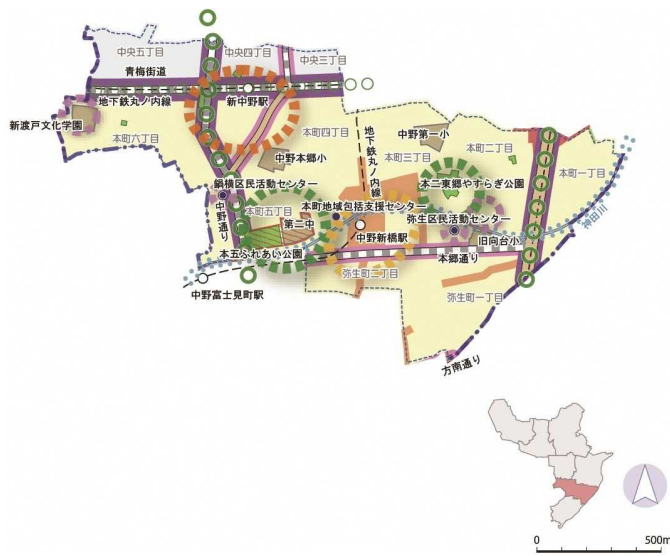 中央五丁目
中央四丁目
中央三丁目
青梅街道
地下鉄丸ノ内線
新中野駅
新渡戸文化学園
本町六丁目
本町四丁目
地下鉄丸ノ内線
中野第一小
本町三丁目
本町二丁目
本町一丁目
中野本郷小
鍋横区民活動センター
本二東郷やすらぎ公園
中野通り
本町五丁目
本町地域包括支援センター
弥生区民活動センター
神田川
第二中
中野新橋駅
旧向台小
本五ふれあい公園
本郷通り
弥生町二丁目
中野富士見町駅
弥生町一丁目
方南通り
0 500m